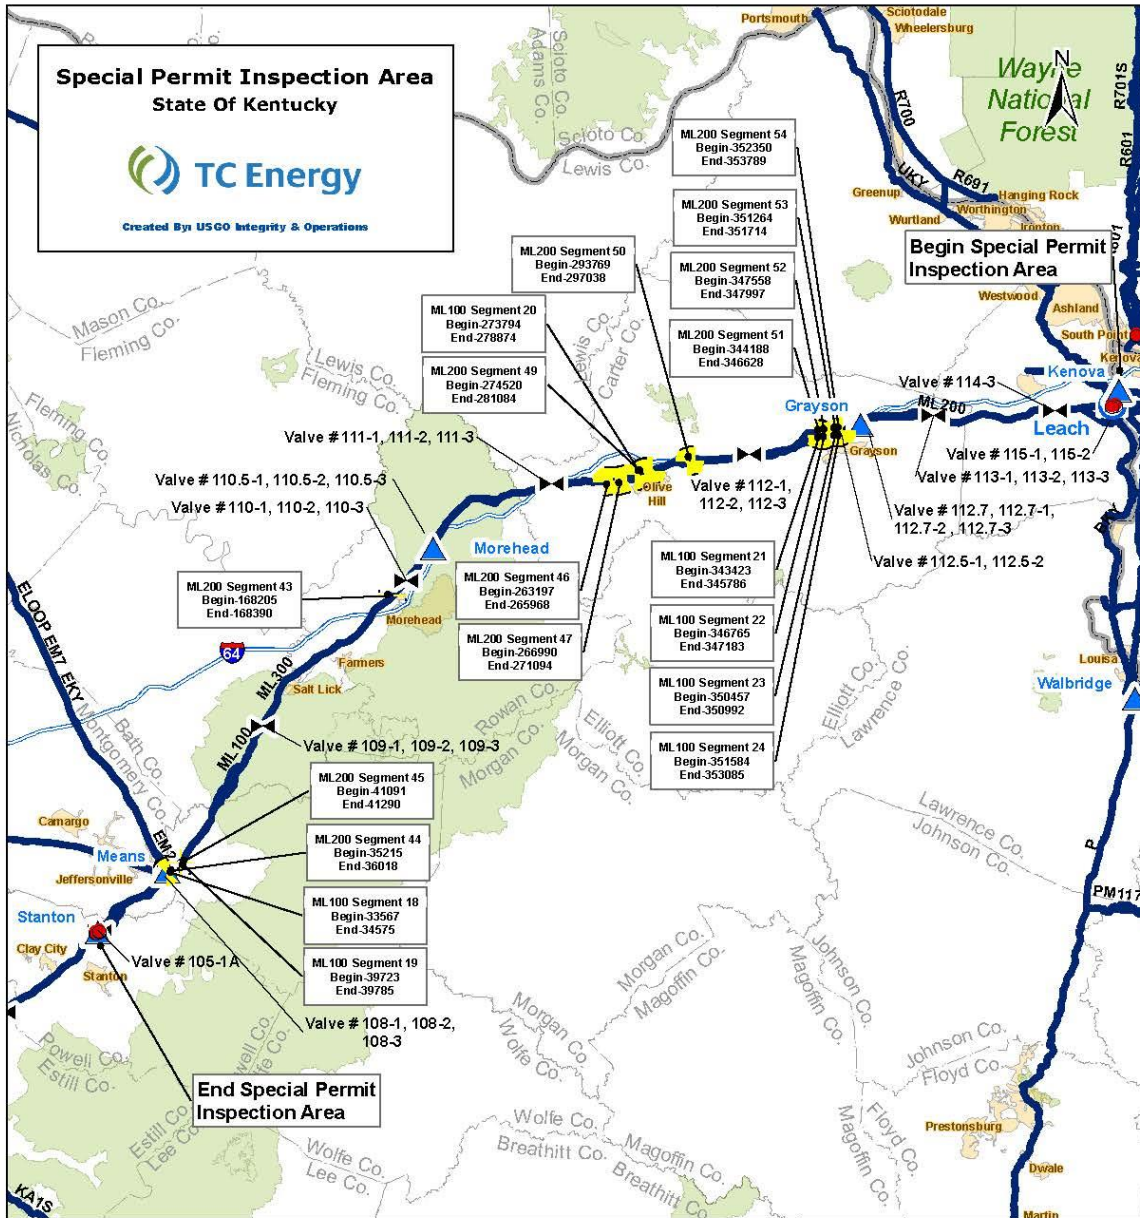 Special Permit Inspection Area
State Of Kentucky
TC Energy
Created By: USGO Integrity & Operations
Portsmouth
Sciotodale
Wheelersburg
Scioto Co.
Adams Co.
Scioto Co.
Lewis Co.
N
Wayne
National
Forest
R701S
R601
R700
UKY
R691
Greenup
Wurtland
Hanging Rock
Worthington
Ironton
Begin Special Permit
Inspection Area
Westwood
Ashland
South Point
Kenova
ML200 Segment 54
Begin-352350
End-353789
ML200 Segment 53
Begin-351264
End-351714
ML200 Segment 52
Begin-347558
End-347997
ML200 Segment 51
Begin-344188
End-346628
ML200 Segment 50
Begin-293769
End-297038
ML100 Segment 20
Begin-273794
End-278874
ML200 Segment 49
Begin-274520
End-281084
Mason Co.
Fleming Co.
Lewis Co.
Fleming Co.
Lewis Co.
Carter Co.
Fleming Co.
Nicholas Co.
Kenova
Valve # 114-3
ML200
Leach
Grayson
Grayson
Valve # 115-1, 115-2
Valve # 113-1, 113-2, 113-3
Valve # 112.7, 112.7-1,
112.7-2, 112.7-3
Valve # 112.5-1, 112.5-2
Valve # 111-1, 111-2, 111-3
Valve # 110.5-1, 110.5-2, 110.5-3
Valve # 110-1, 110-2, 110-3
Olive
Hill
Valve # 112-1,
112-2, 112-3
Morehead
ML200 Segment 43
Begin-168205
End-168390
Morehead
ML200 Segment 46
Begin-263197
End-265968
ML200 Segment 47
Begin-266990
End-271094
ML100 Segment 21
Begin-343423
End-345786
ML100 Segment 22
Begin-346765
End-347183
ML100 Segment 23
Begin-350457
End-350992
ML100 Segment 24
Begin-351584
End-353085
Louisa
Walbridge
64
ELOOP EM7 EKY
Farmers
Salt Lick
ML300
ML100
Bath Co.
Montgomery Co.
Rowan Co.
Morgan Co.
Elliott Co.
Morgan Co.
Elliott Co.
Lawrence Co.
Valve # 109-1, 109-2, 109-3
ML200 Segment 45
Begin-41091
End-41290
ML200 Segment 44
Begin-35215
End-36018
ML100 Segment 18
Begin-33567
End-34575
ML100 Segment 19
Begin-39723
End-39785
Lawrence Co.
Johnson Co.
Camargo
EM2
Means
Jeffersonville
P
PM117
Stanton
Clay City
Stanton
Valve # 105-1A
Valve # 108-1, 108-2,
108-3
Morgan Co.
Magoffin Co.
Johnson Co.
Magoffin Co.
Morgan Co.
Wolfe Co.
Johnson Co.
Floyd Co.
Powell Co.
Estill Co.
End Special Permit
Inspection Area
Estill Co.
Lee Co.
Wolfe Co.
Lee Co.
Wolfe Co.
Breathitt Co.
Magoffin Co.
Breathitt Co.
Floyd Co.
Magoffin Co.
Prestonsburg
Dwale
Martin
KA1S